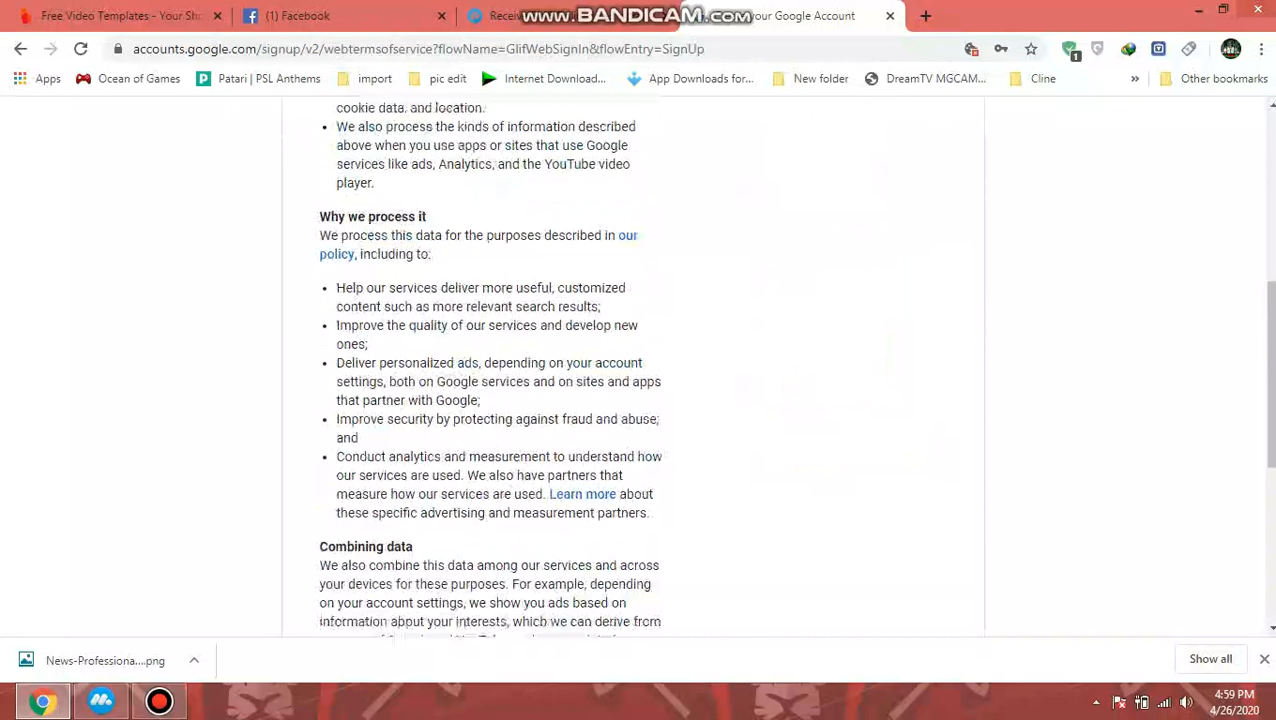 Free Video Templates – Your Sh
(1) Facebook
Recei
www.BANDICAM.com
your Google Account
accounts.google.com/signup/v2/webtermsofservice?flowName=GlifWebSignIn&flowEntry=SignUp
1
Apps
Ocean of Games
Patari | PSL Anthems
import
pic edit
Internet Download...
App Downloads for...
New folder
DreamTV MGCAM...
Cline
»
Other bookmarks
cookie data, and location.
• We also process the kinds of information described
above when you use apps or sites that use Google
services like ads, Analytics, and the YouTube video
player.
Why we process it
We process this data for the purposes described in our
policy, including to:
• Help our services deliver more useful, customized
content such as more relevant search results;
• Improve the quality of our services and develop new
ones;
• Deliver personalized ads, depending on your account
settings, both on Google services and on sites and apps
that partner with Google;
• Improve security by protecting against fraud and abuse;
and
• Conduct analytics and measurement to understand how
our services are used. We also have partners that
measure how our services are used. Learn more about
these specific advertising and measurement partners.
Combining data
We also combine this data among our services and across
your devices for these purposes. For example, depending
on your account settings, we show you ads based on
information about your interests, which we can derive from
News-Professiona....png
Show all
4:59 PM
4/26/2020